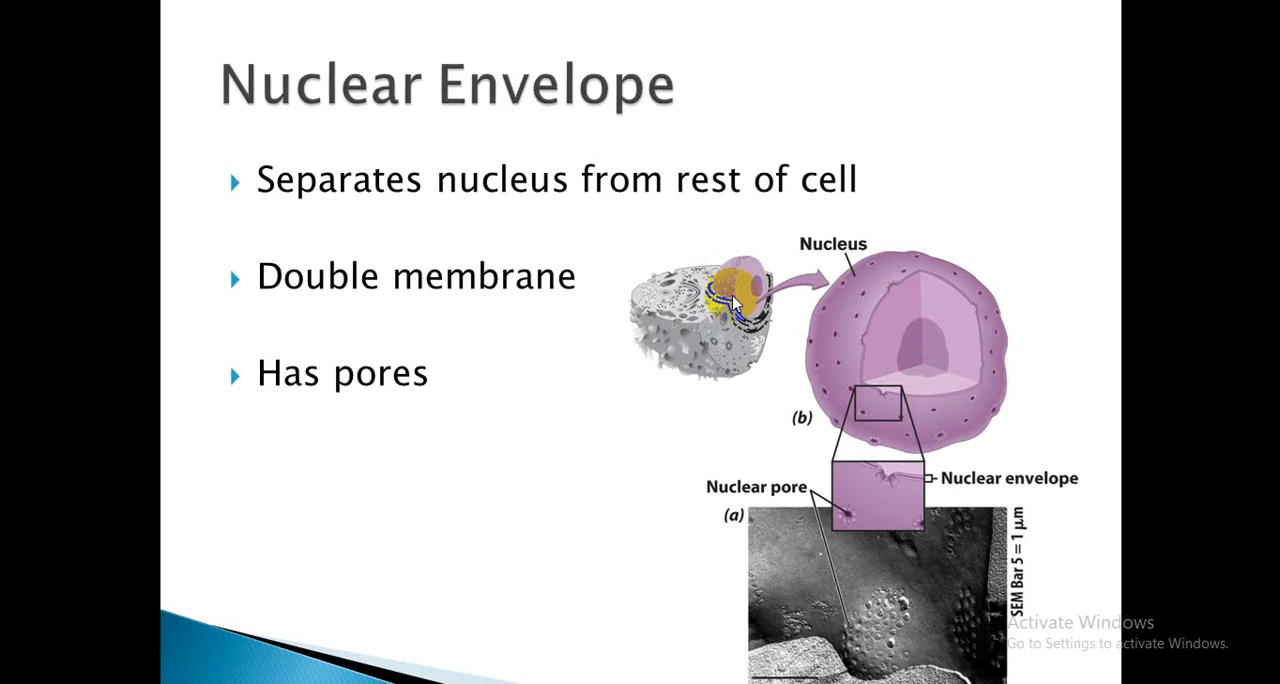 Nuclear Envelope
Separates nucleus from rest of cell
Double membrane
Has pores
Nucleus
(b)
Nuclear envelope
Nuclear pore
(a)
SEM Bar 5 = 1 µm
Activate Windows
Go to Settings to activate Windows.